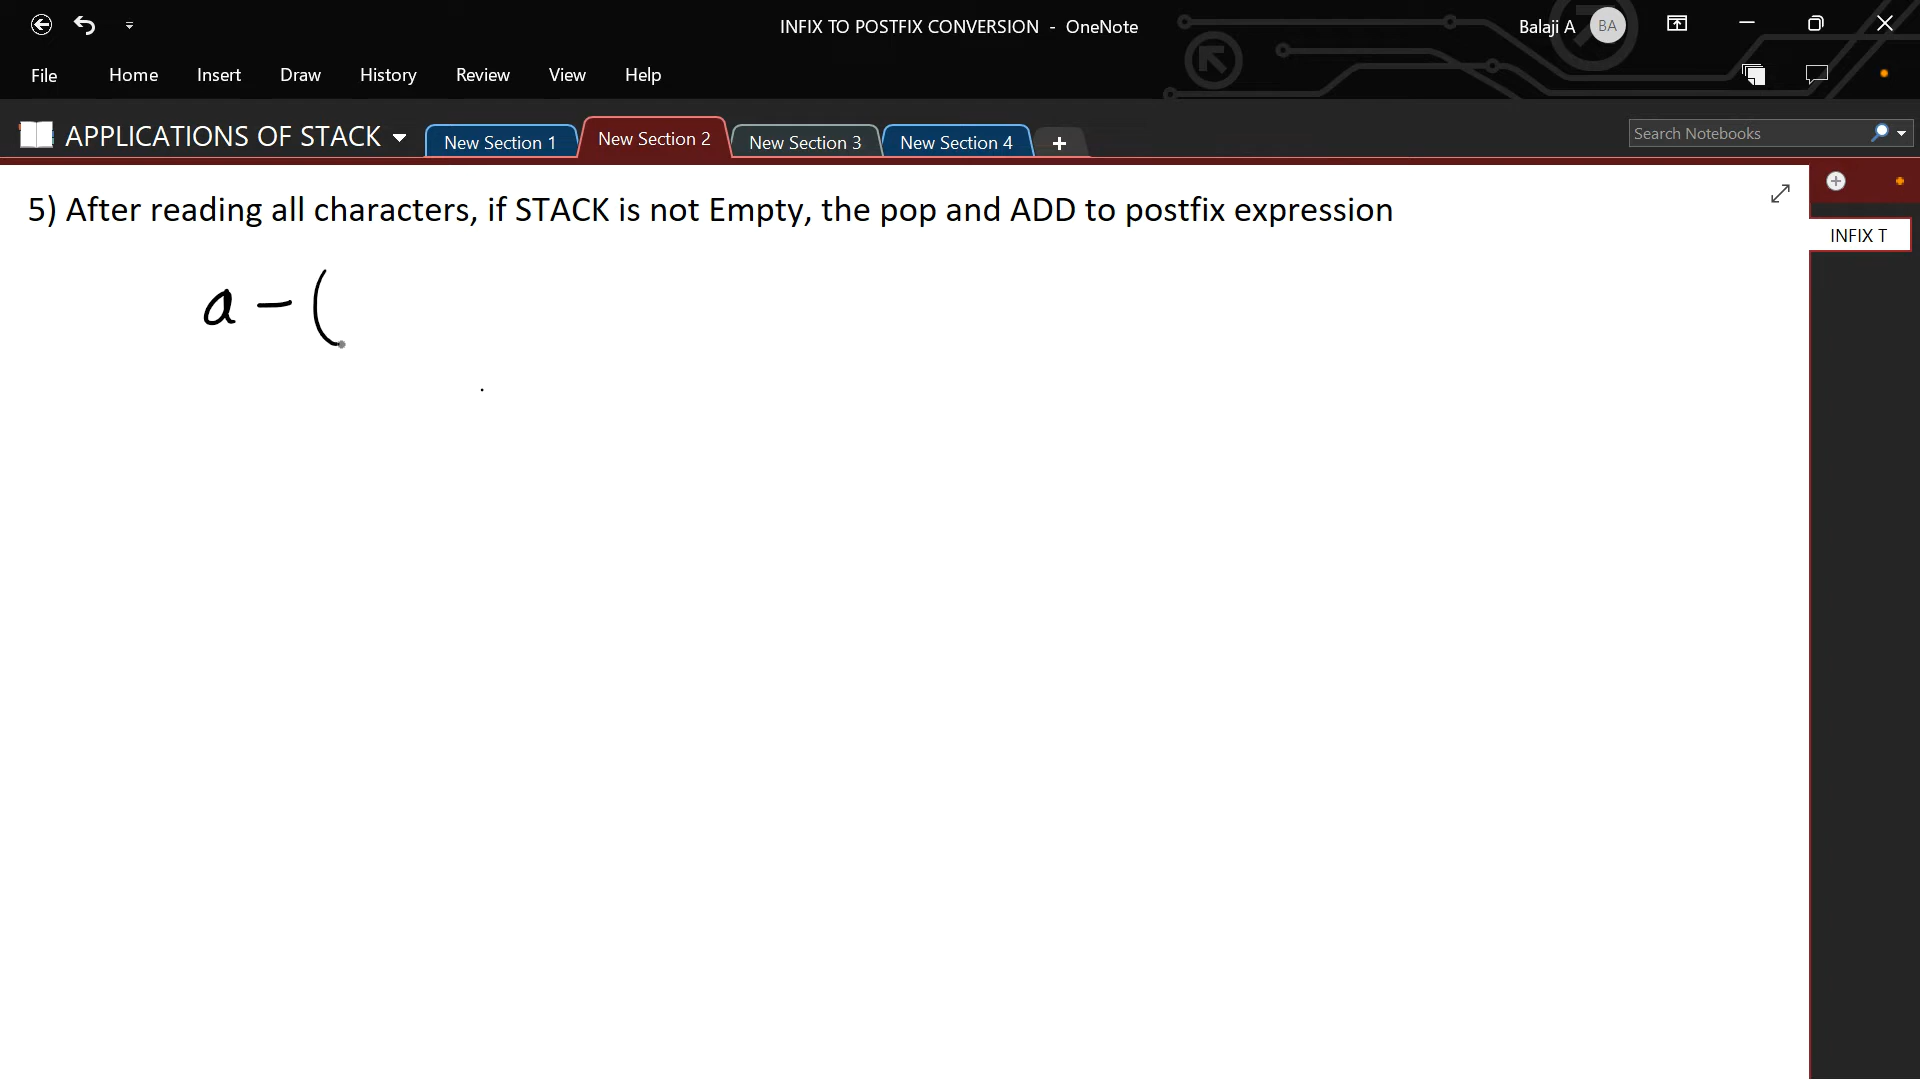 INFIX TO POSTFIX CONVERSION - OneNote
Balaji A
BA
File Home Insert Draw History Review View Help
APPLICATIONS OF STACK
New Section 1
New Section 2
New Section 3
New Section 4
+
Search Notebooks
5) After reading all characters, if STACK is not Empty, the pop and ADD to postfix expression
INFIX T
a - (